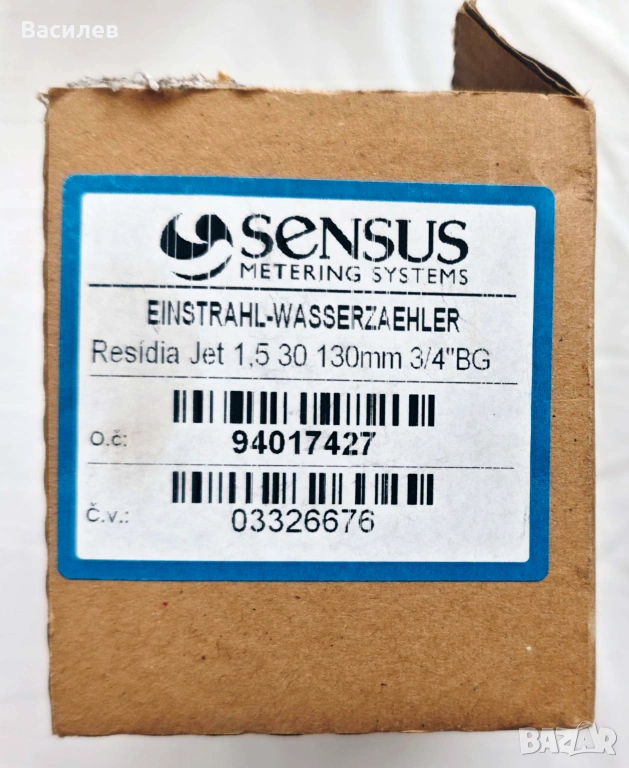 Василев
SENSUS
METERING SYSTEMS
EINSTRAHL-WASSERZAEHLER
Residia Jet 1,5 30 130mm 3/4"BG
o.č: 94017427
Č.v.: 03326676
BAZAR